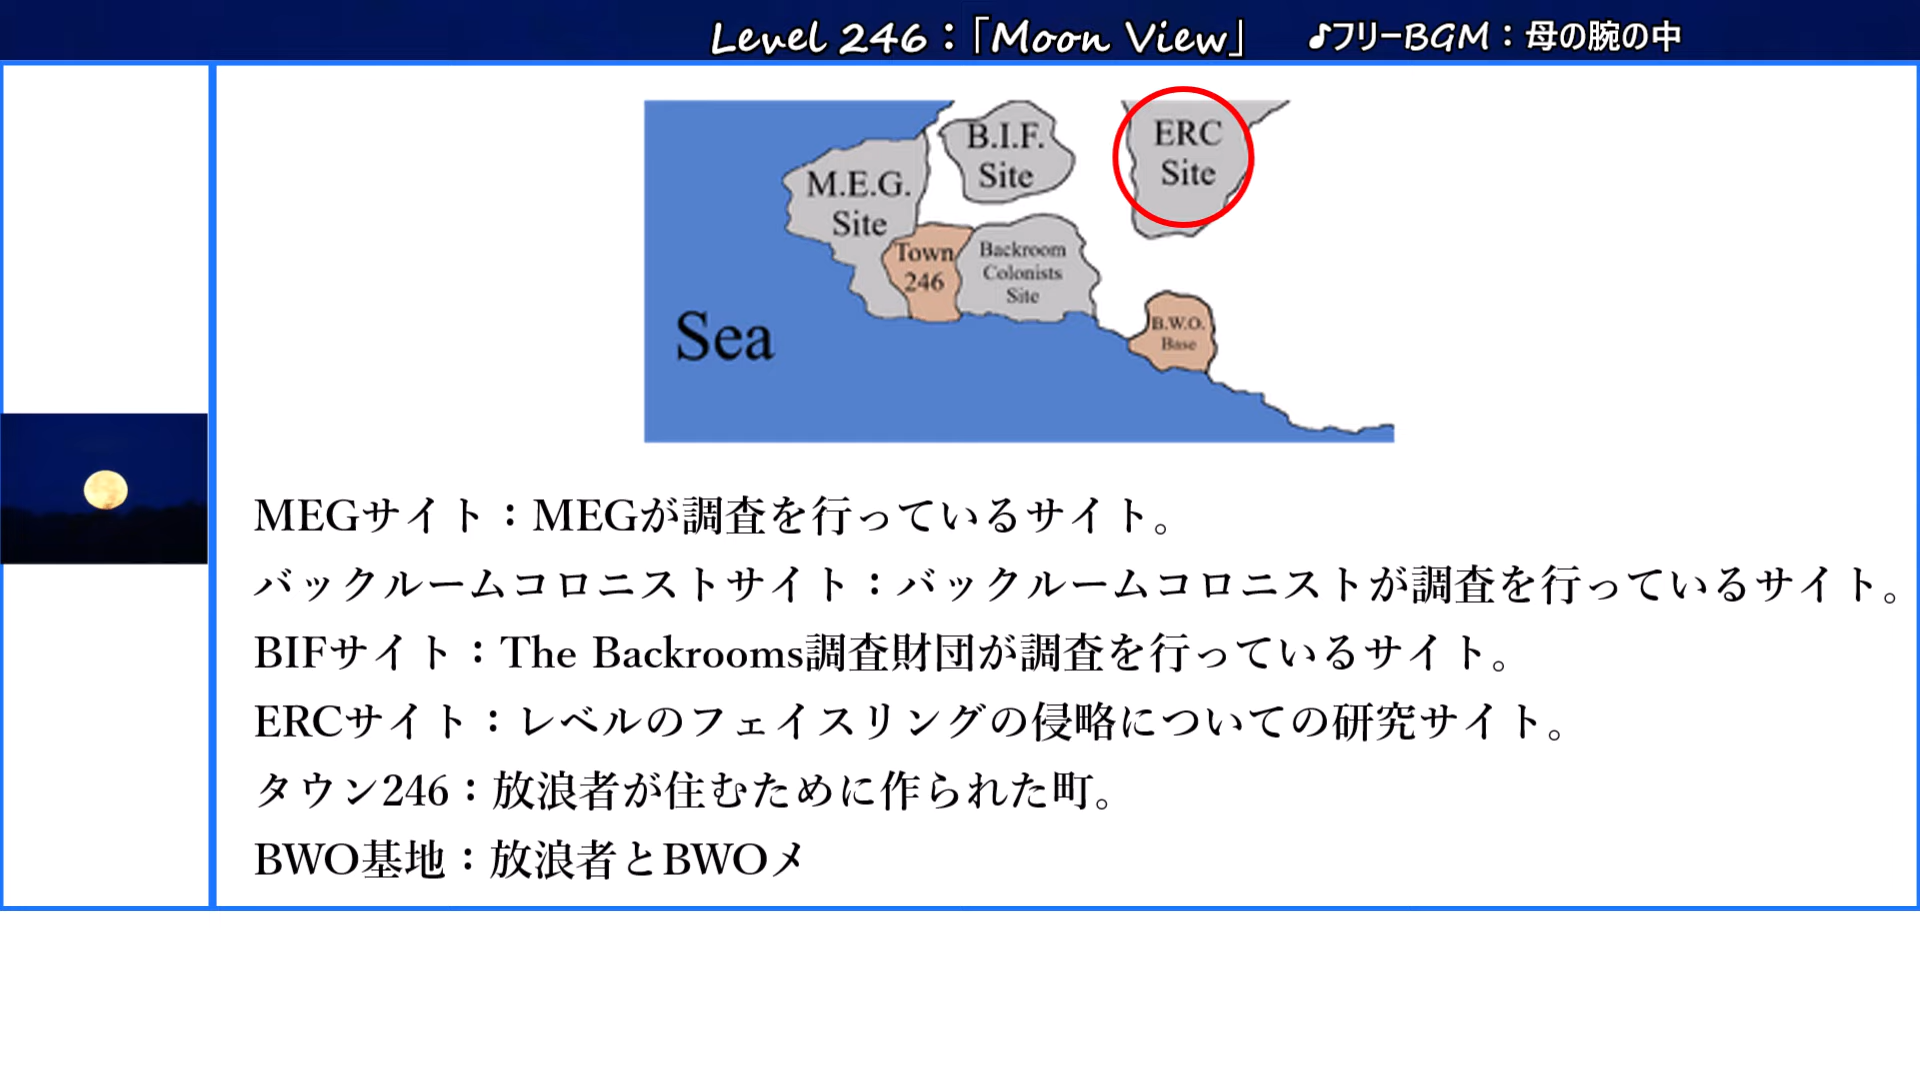 Level 246：「Moon View」 ♪フリーBGM：母の腕の中
B.I.F.
Site
ERC
Site
M.E.G.
Site
Town
246
Backroom
Colonists
Site
B.W.O.
Base
Sea
MEGサイト：MEGが調査を行っているサイト。
バックルームコロニストサイト：バックルームコロニストが調査を行っているサイト。
BIFサイト：The Backrooms調査財団が調査を行っているサイト。
ERCサイト：レベルのフェイスリングの侵略についての研究サイト。
タウン246：放浪者が住むために作られた町。
BWO基地：放浪者とBWOメ